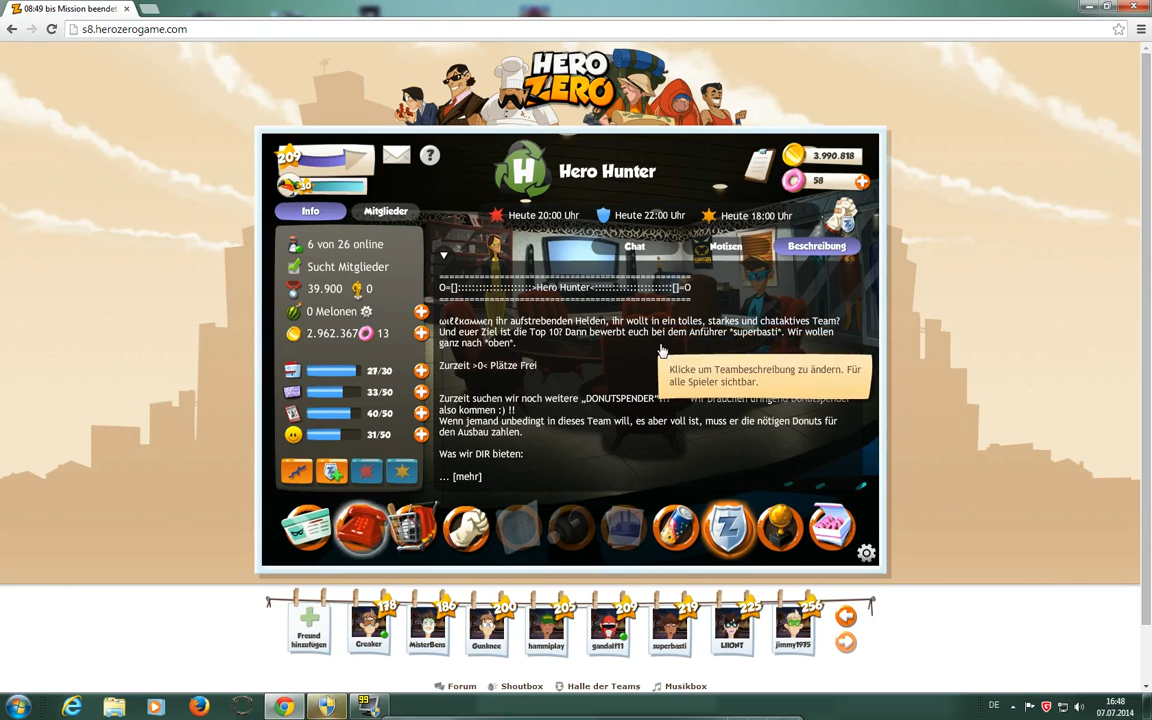 08:49 bis Mission beendet
s8.herozerogame.com
HERO
ZERO
209
30
H
Hero Hunter
3.990.818
58
Info
Mitglieder
Heute 20:00 Uhr
Heute 22:00 Uhr
Heute 18:00 Uhr
Chat
Notizen
Beschreibung
6 von 26 online
Sucht Mitglieder
39.900
0
0 Melonen
2.962.367
13
27/30
33/50
40/50
31/50
==============================================
O=[]::::::::::::::::::::::>Hero Hunter<::::::::::::::::::::::[]=O
==============================================
ωιℓℓкαммєη ihr aufstrebenden Helden, ihr wollt in ein tolles, starkes und chataktives Team?
Und euer Ziel ist die Top 10? Dann bewerbt euch bei dem Anführer *superbasti*. Wir wollen
ganz nach *oben*.
Zurzeit >0< Plätze Frei
Klicke um Teambeschreibung zu ändern. Für
alle Spieler sichtbar.
Zurzeit suchen wir noch weitere „DONUTSPENDER"!!! Wir brauchen dringend Donutspender
also kommen :) !!
Wenn jemand unbedingt in dieses Team will, es aber voll ist, muss er die nötigen Donuts für
den Ausbau zahlen.
Was wir DIR bieten:
... [mehr]
Z
178
186
200
205
209
219
225
256
Freund
hinzufügen
Creaker
MisterBens
Gunknee
hammiplay
gandalf11
superbasti
LIIONT
jimmy1975
Forum
Shoutbox
Halle der Teams
Musikbox
99
DE
16:48
07.07.2014